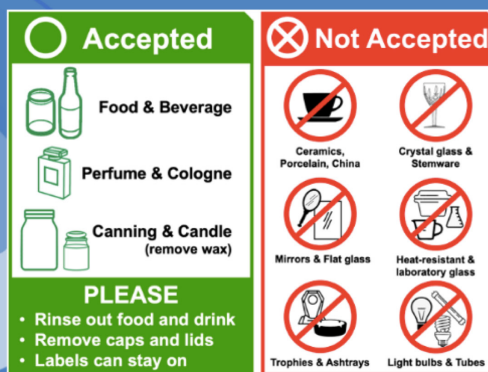 Accepted
Food & Beverage
Perfume & Cologne
Canning & Candle
(remove wax)
PLEASE
• Rinse out food and drink
• Remove caps and lids
• Labels can stay on
Not Accepted
Ceramics,
Porcelain, China
Crystal glass &
Stemware
Mirrors & Flat glass
Heat-resistant &
laboratory glass
Trophies & Ashtrays
Light bulbs & Tubes